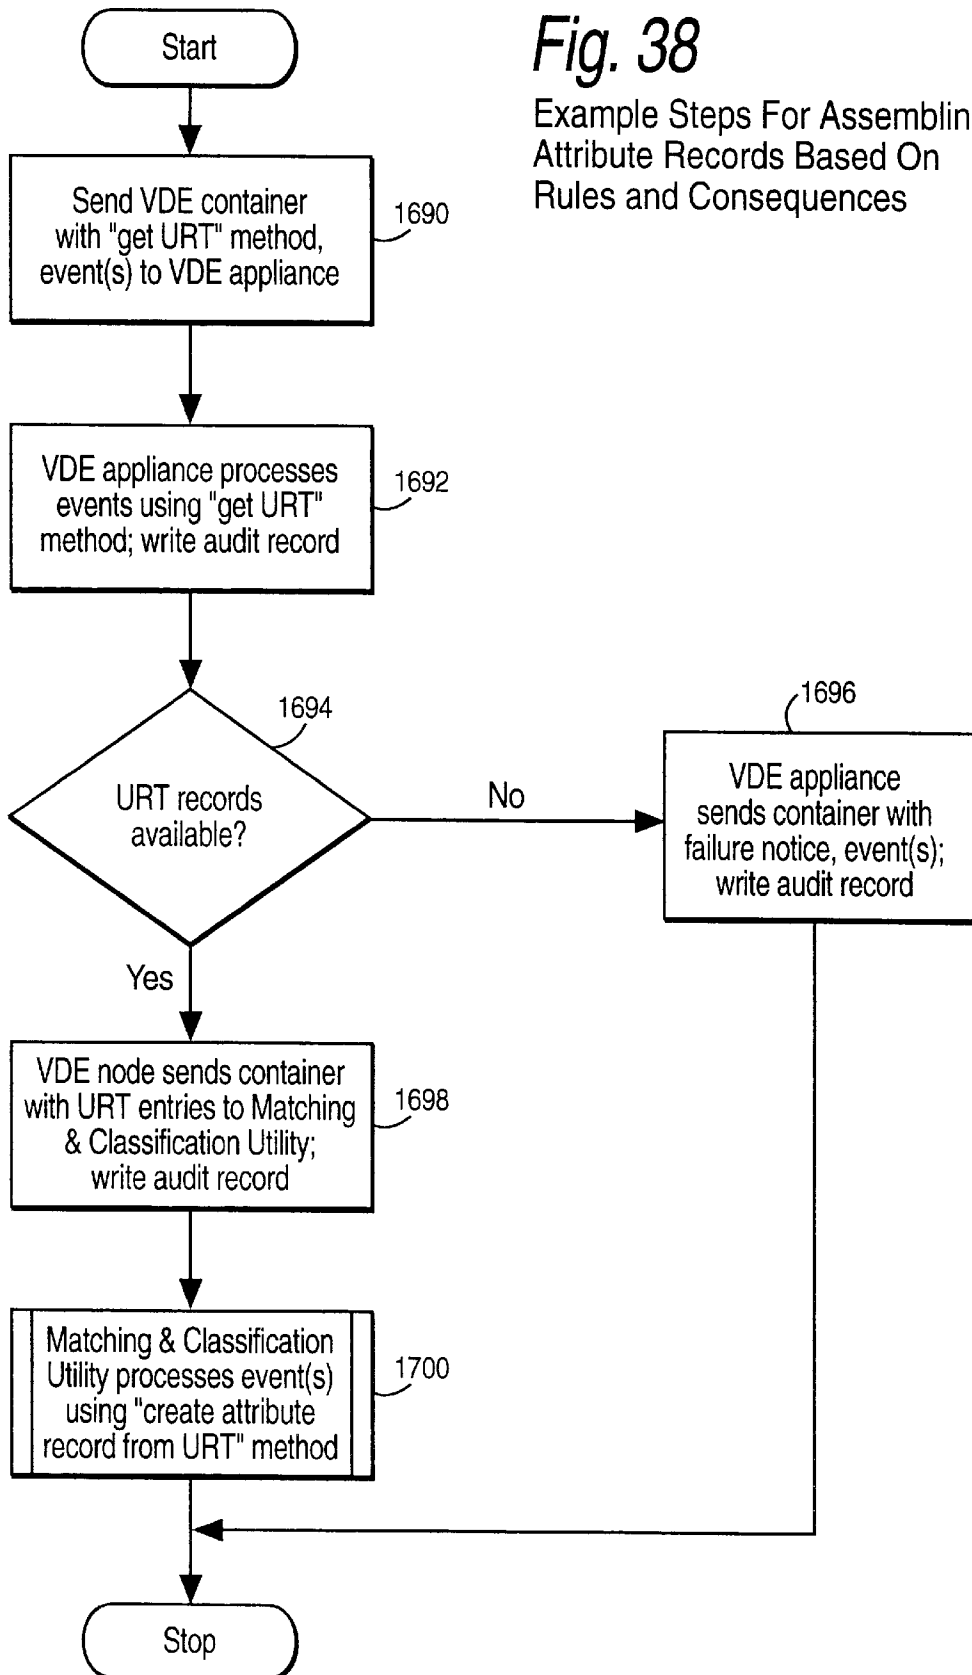 Fig. 38
Example Steps For Assemblin
Attribute Records Based On
Rules and Consequences
Start
Send VDE container
with "get URT" method,
event(s) to VDE appliance
1690
VDE appliance processes
events using "get URT"
method; write audit record
1692
1694
URT records
available?
No
1696
VDE appliance
sends container with
failure notice, event(s);
write audit record
Yes
VDE node sends container
with URT entries to Matching
& Classification Utility;
write audit record
1698
Matching & Classification
Utility processes event(s)
using "create attribute
record from URT" method
1700
Stop